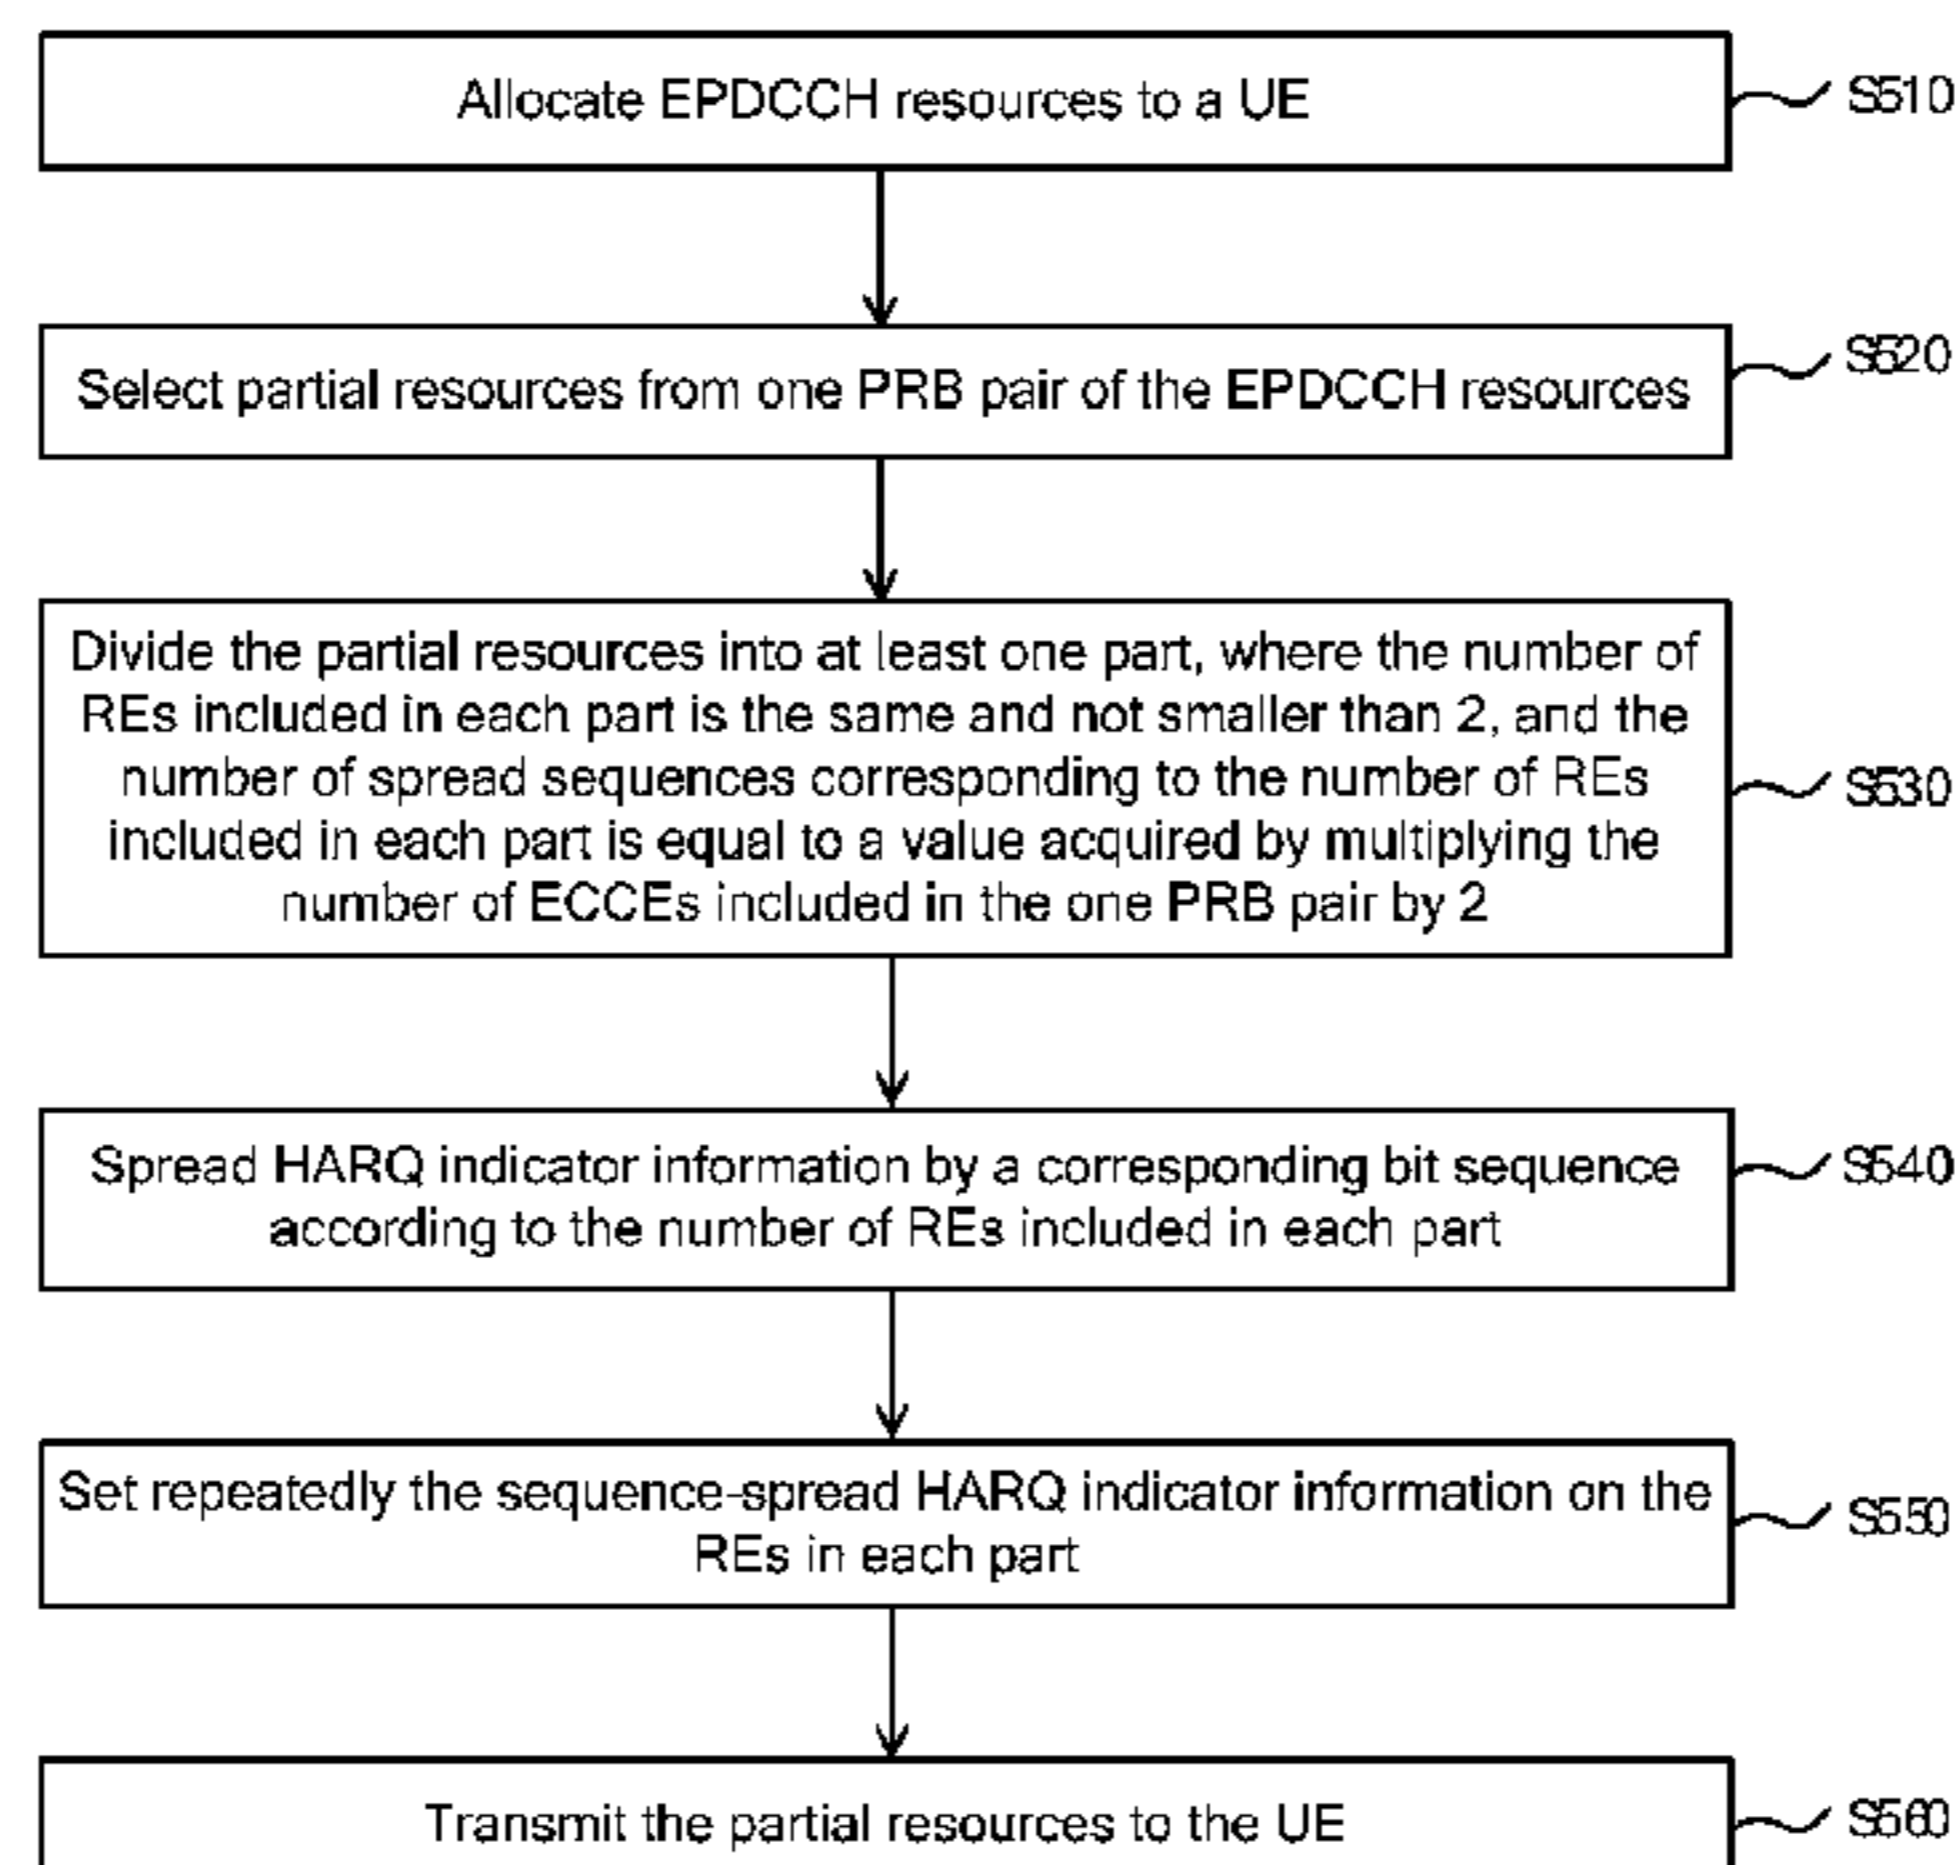 Allocate EPDCCH resources to a UE
S510
Select partial resources from one PRB pair of the EPDCCH resources
S520
Divide the partial resources into at least one part, where the number of
REs included in each part is the same and not smaller than 2, and the
number of spread sequences corresponding to the number of REs
included in each part is equal to a value acquired by multiplying the
number of ECCEs included in the one PRB pair by 2
S530
Spread HARQ indicator information by a corresponding bit sequence
according to the number of REs included in each part
S540
Set repeatedly the sequence-spread HARQ indicator information on the
REs in each part
S550
Transmit the partial resources to the UE
S560